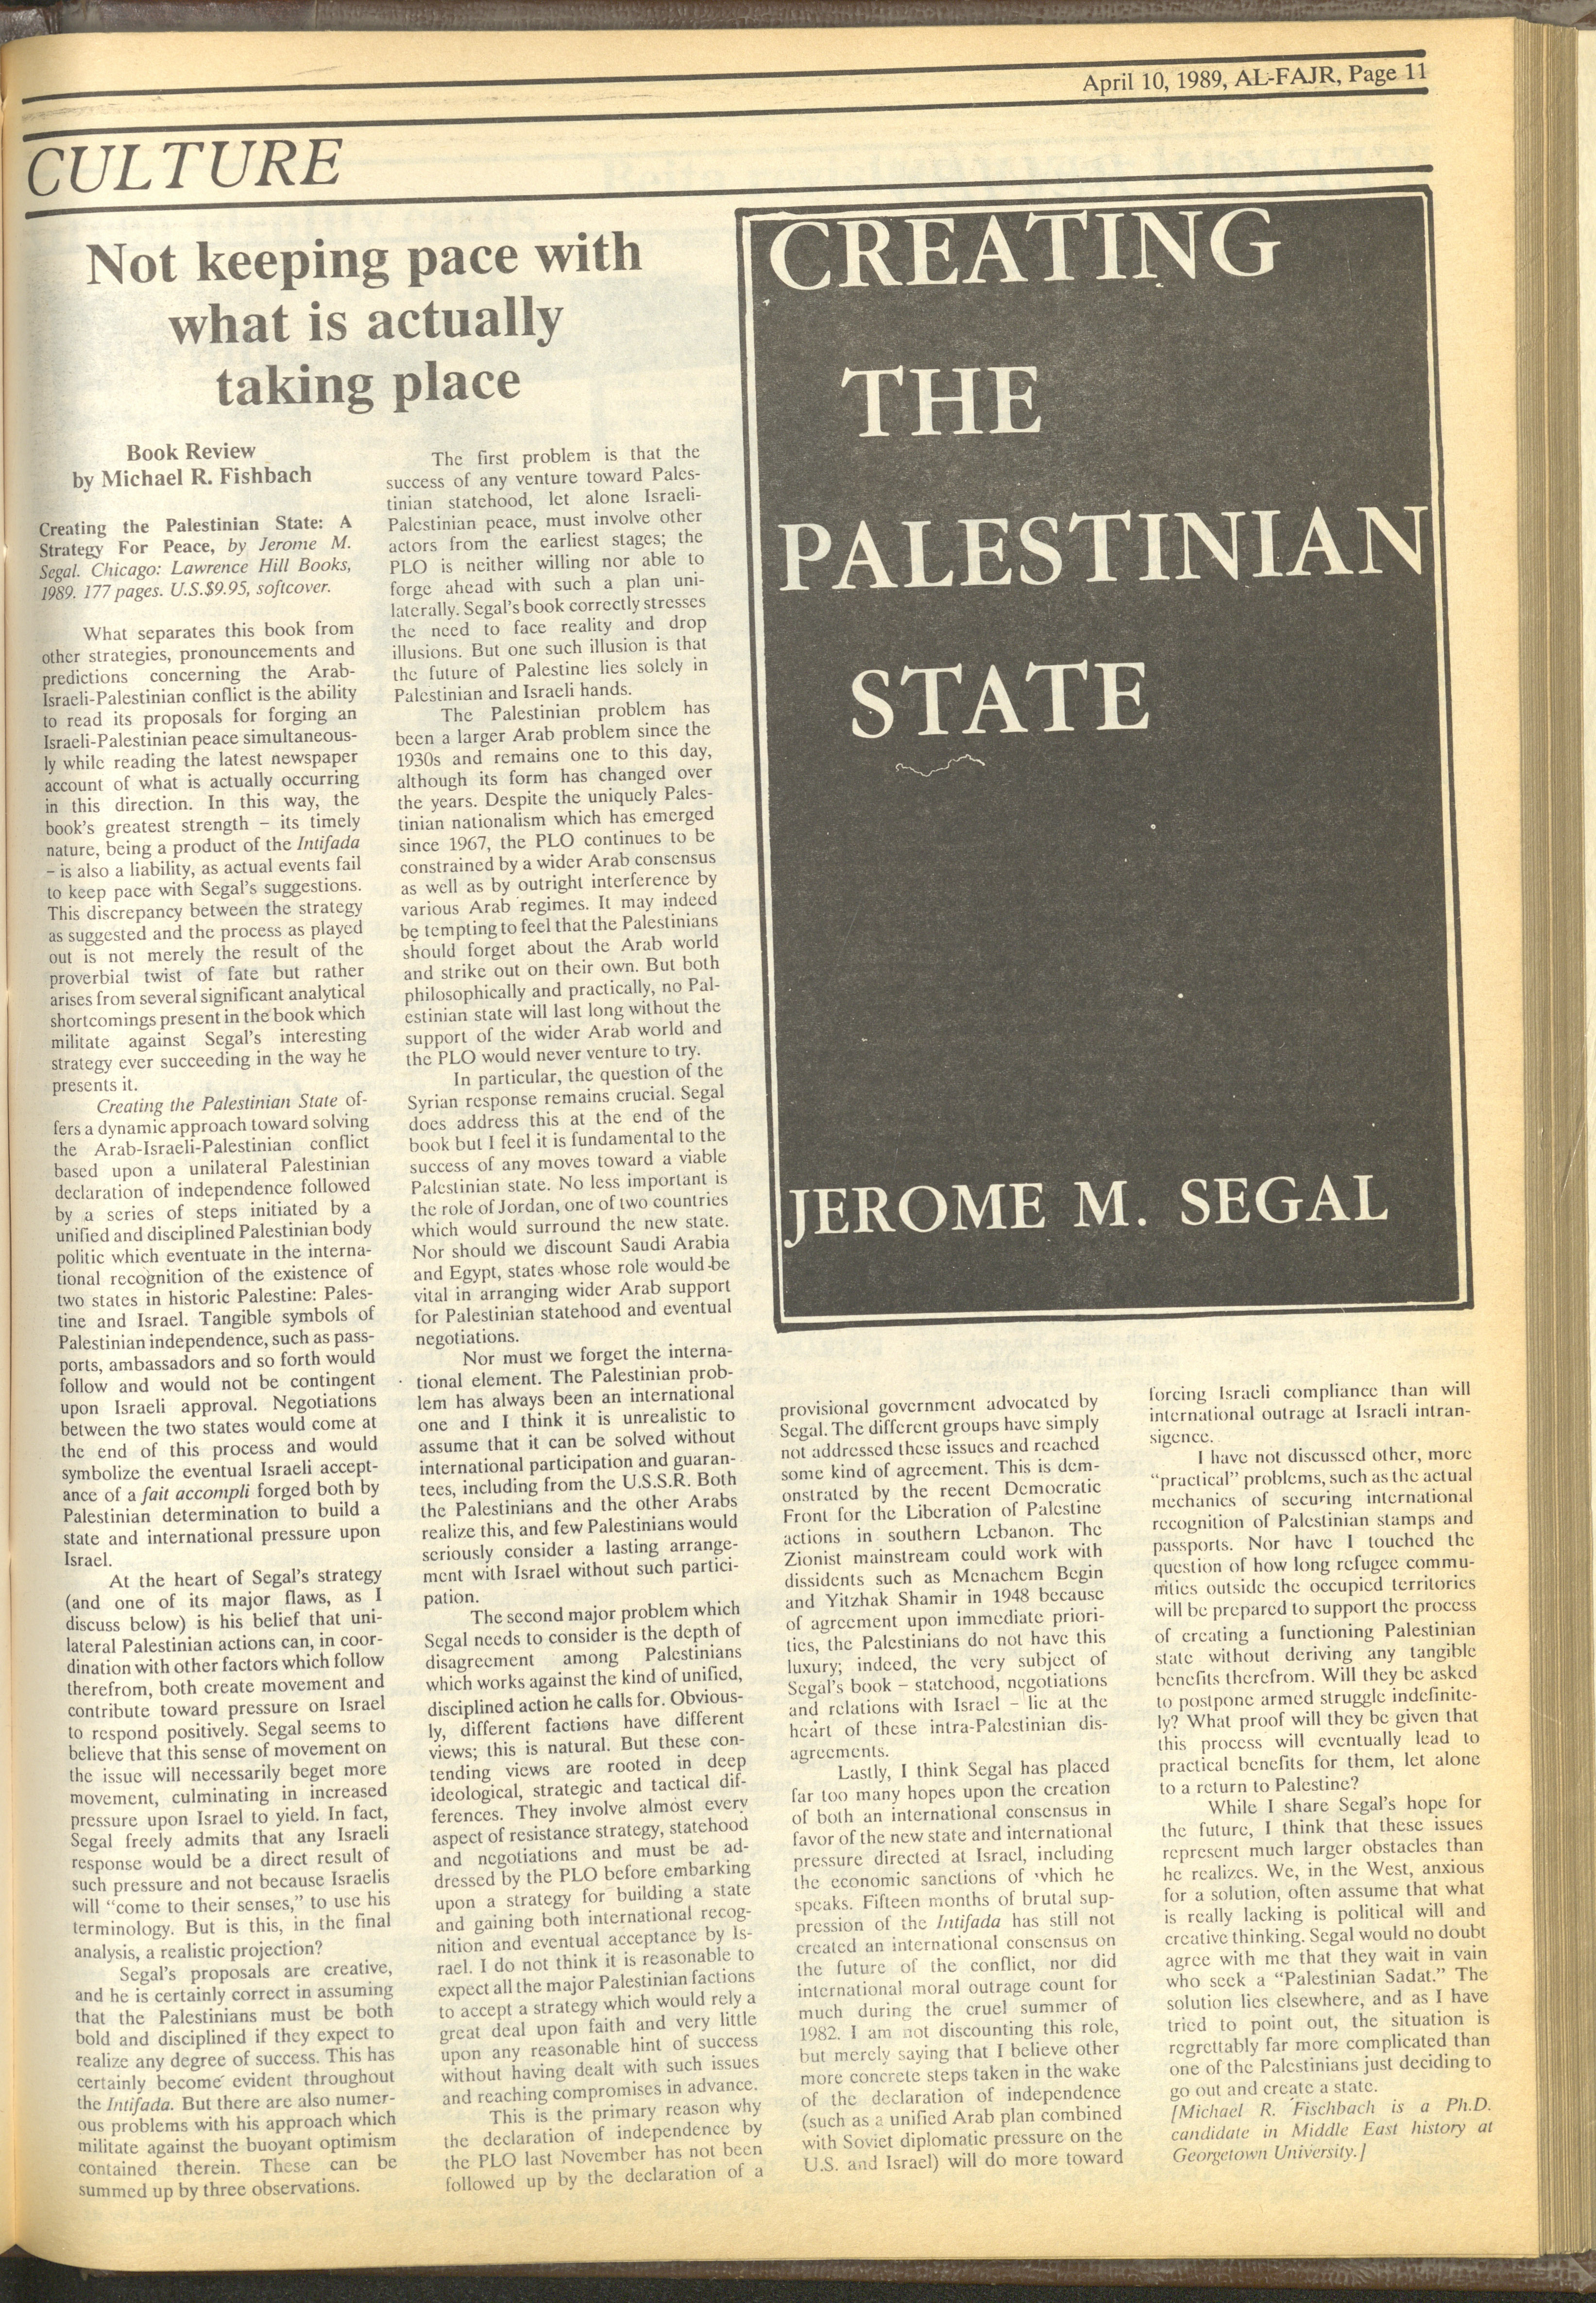 April 10, 1989, AL-FAJR, Page 11
CULTURE
Not keeping pace with
what is actually
taking place
Book Review
by Michael R. Fishbach
Creating the Palestinian State: A
Strategy For Peace, by Jerome M.
Segal. Chicago: Lawrence Hill Books,
1989. 177 pages. U.S.$9.95, softcover.
What separates this book from
other strategies, pronouncements and
predictions concerning the Arab-
Israeli-Palestinian conflict is the ability
to read its proposals for forging an
Israeli-Palestinian peace simultaneous-
ly while reading the latest newspaper
account of what is actually occurring
in this direction. In this way, the
book's greatest strength – its timely
nature, being a product of the Intifada
– is also a liability, as actual events fail
to keep pace with Segal's suggestions.
This discrepancy between the strategy
as suggested and the process as played
out is not merely the result of the
proverbial twist of fate but rather
arises from several significant analytical
shortcomings present in the book which
militate against Segal's interesting
strategy ever succeeding in the way he
presents it.
Creating the Palestinian State of-
fers a dynamic approach toward solving
the Arab-Israeli-Palestinian conflict
based upon a unilateral Palestinian
declaration of independence followed
by a series of steps initiated by a
unified and disciplined Palestinian body
politic which eventuate in the interna-
tional recognition of the existence of
two states in historic Palestine: Pales-
tine and Israel. Tangible symbols of
Palestinian independence, such as pass-
ports, ambassadors and so forth would
follow and would not be contingent
upon Israeli approval. Negotiations
between the two states would come at
the end of this process and would
symbolize the eventual Israeli accept-
ance of a fait accompli forged both by
Palestinian determination to build a
state and international pressure upon
Israel.
At the heart of Segal's strategy
(and one of its major flaws, as I
discuss below) is his belief that uni-
lateral Palestinian actions can, in coor-
dination with other factors which follow
therefrom, both create movement and
contribute toward pressure on Israel
to respond positively. Segal seems to
believe that this sense of movement on
the issue will necessarily beget more
movement, culminating in increased
pressure upon Israel to yield. In fact,
Segal freely admits that any Israeli
response would be a direct result of
such pressure and not because Israelis
will “come to their senses,” to use his
terminology. But is this, in the final
analysis, a realistic projection?
Segal's proposals are creative,
and he is certainly correct in assuming
that the Palestinians must be both
bold and disciplined if they expect to
realize any degree of success. This has
certainly become evident throughout
the Intifada. But there are also numer-
ous problems with his approach which
militate against the buoyant optimism
contained therein. These can be
summed up by three observations.
The first problem is that the
success of any venture toward Pales-
tinian statehood, let alone Israeli-
Palestinian peace, must involve other
actors from the earliest stages; the
PLO is neither willing nor able to
forge ahead with such a plan uni-
laterally. Segal's book correctly stresses
the need to face reality and drop
illusions. But one such illusion is that
the future of Palestine lies solely in
Palestinian and Israeli hands.
The Palestinian problem has
been a larger Arab problem since the
1930s and remains one to this day,
although its form has changed over
the years. Despite the uniquely Pales-
tinian nationalism which has emerged
since 1967, the PLO continues to be
constrained by a wider Arab consensus
as well as by outright interference by
various Arab regimes. It may indeed
be tempting to feel that the Palestinians
should forget about the Arab world
and strike out on their own. But both
philosophically and practically, no Pal-
estinian state will last long without the
support of the wider Arab world and
the PLO would never venture to try.
In particular, the question of the
Syrian response remains crucial. Segal
does address this at the end of the
book but I feel it is fundamental to the
success of any moves toward a viable
Palestinian state. No less important is
the role of Jordan, one of two countries
which would surround the new state.
Nor should we discount Saudi Arabia
and Egypt, states whose role would be
vital in arranging wider Arab support
for Palestinian statehood and eventual
negotiations.
Nor must we forget the interna-
tional element. The Palestinian prob-
lem has always been an international
one and I think it is unrealistic to
assume that it can be solved without
international participation and guaran-
tees, including from the U.S.S.R. Both
the Palestinians and the other Arabs
realize this, and few Palestinians would
seriously consider a lasting arrange-
ment with Israel without such partici-
pation.
The second major problem which
Segal needs to consider is the depth of
disagreement among Palestinians
which works against the kind of unified,
disciplined action he calls for. Obvious-
ly, different factions have different
views; this is natural. But these con-
tending views are rooted in deep
ideological, strategic and tactical dif-
ferences. They involve almost every
aspect of resistance strategy, statehood
and negotiations and must be ad-
dressed by the PLO before embarking
upon a strategy for building a state
and gaining both international recog-
nition and eventual acceptance by Is-
rael. I do not think it is reasonable to
expect all the major Palestinian factions
to accept a strategy which would rely a
great deal upon faith and very little
upon any reasonable hint of success
without having dealt with such issues
and reaching compromises in advance.
This is the primary reason why
the declaration of independence by
the PLO last November has not been
followed up by the declaration of a
CREATING
THE
PALESTINIAN
STATE
JEROME M. SEGAL
provisional government advocated by
Segal. The different groups have simply
not addressed these issues and reached
some kind of agreement. This is dem-
onstrated by the recent Democratic
Front for the Liberation of Palestine
actions in southern Lebanon. The
Zionist mainstream could work with
dissidents such as Menachem Begin
and Yitzhak Shamir in 1948 because
of agreement upon immediate priori-
ties, the Palestinians do not have this
luxury; indeed, the very subject of
Segal's book – statehood, negotiations
and relations with Israel – lie at the
heart of these intra-Palestinian dis-
agreements.
Lastly, I think Segal has placed
far too many hopes upon the creation
of both an international consensus in
favor of the new state and international
pressure directed at Israel, including
the economic sanctions of which he
speaks. Fifteen months of brutal sup-
pression of the Intifada has still not
created an international consensus on
the future of the conflict, nor did
international moral outrage count for
much during the cruel summer of
1982. I am not discounting this role,
but merely saying that I believe other
more concrete steps taken in the wake
of the declaration of independence
(such as a unified Arab plan combined
with Soviet diplomatic pressure on the
U.S. and Israel) will do more toward
forcing Israeli compliance than will
international outrage at Israeli intran-
sigence.
I have not discussed other, more
“practical” problems, such as the actual
mechanics of securing international
recognition of Palestinian stamps and
passports. Nor have I touched the
question of how long refugee commu-
nities outside the occupied territories
will be prepared to support the process
of creating a functioning Palestinian
state without deriving any tangible
benefits therefrom. Will they be asked
to postpone armed struggle indefinite-
ly? What proof will they be given that
this process will eventually lead to
practical benefits for them, let alone
to a return to Palestine?
While I share Segal's hope for
the future, I think that these issues
represent much larger obstacles than
he realizes. We, in the West, anxious
for a solution, often assume that what
is really lacking is political will and
creative thinking. Segal would no doubt
agree with me that they wait in vain
who seek a “Palestinian Sadat.” The
solution lies elsewhere, and as I have
tried to point out, the situation is
regrettably far more complicated than
one of the Palestinians just deciding to
go out and create a state.
[Michael R. Fischbach is a Ph.D.
candidate in Middle East history at
Georgetown University.]